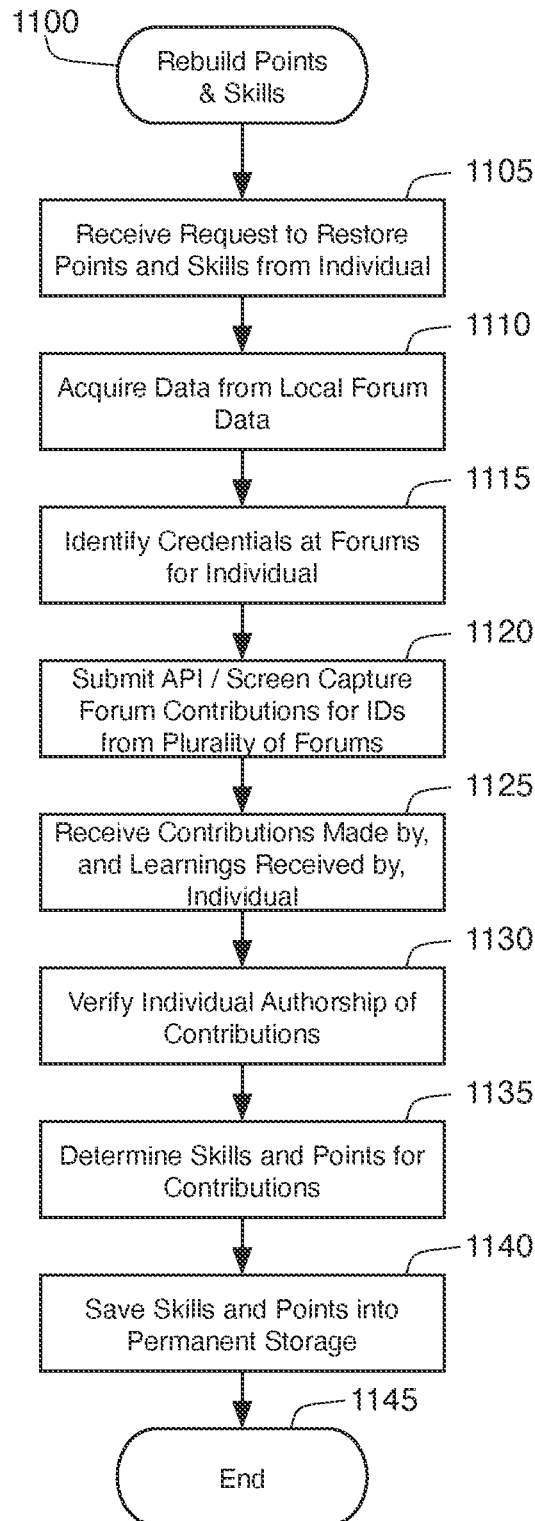 1100
Rebuild Points
& Skills
1105
Receive Request to Restore
Points and Skills from Individual
1110
Acquire Data from Local Forum
Data
1115
Identify Credentials at Forums
for Individual
1120
Submit API / Screen Capture
Forum Contributions for IDs
from Plurality of Forums
1125
Receive Contributions Made by,
and Learnings Received by,
Individual
1130
Verify Individual Authorship of
Contributions
1135
Determine Skills and Points for
Contributions
1140
Save Skills and Points into
Permanent Storage
1145
End